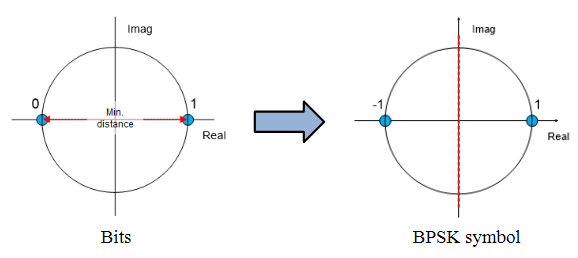 Imag
0
1
Min.
distance
Real
Bits
Imag
-1
1
Real
BPSK symbol